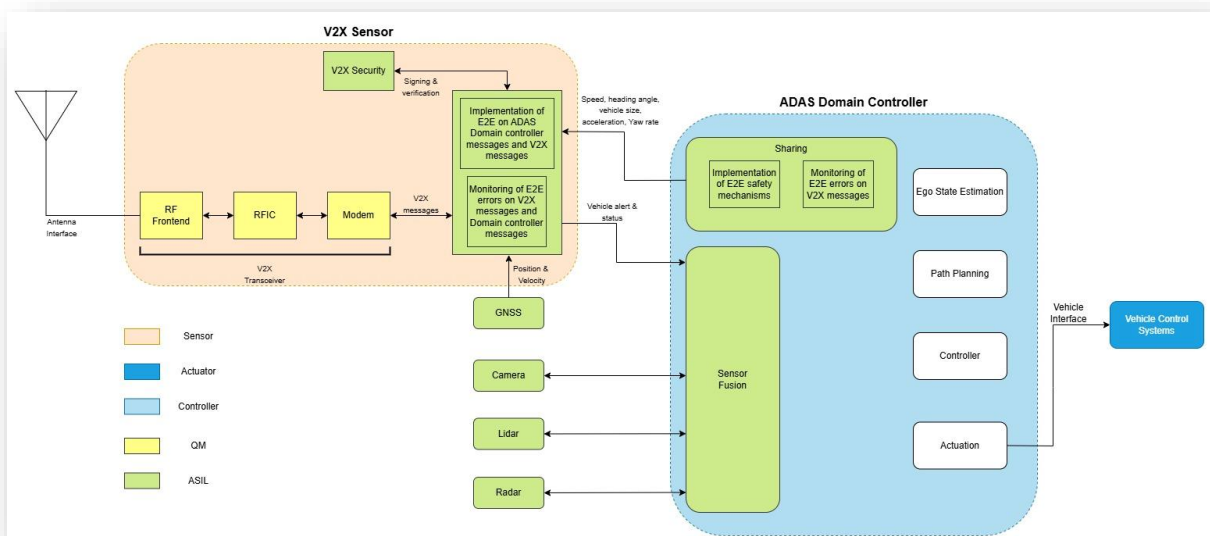 V2X Sensor
V2X Security
Signing &
verification
Implementation of
E2E on ADAS
Domain controller
messages and V2X
messages
Speed, heading angle,
vehicle size,
acceleration, Yaw rate
ADAS Domain Controller
Sharing
Implementation
of E2E safety
mechanisms
Monitoring of
E2E errors on
V2X messages
Ego State Estimation
Monitoring of E2E
errors on V2X
messages and
Domain controller
messages
RF
Frontend
RFIC
Modem
V2X
messages
Antenna
Interface
Vehicle alert &
status
V2X
Transceiver
Position &
Velocity
GNSS
Path Planning
Vehicle
Interface
Vehicle Control
Systems
Sensor
Actuator
Controller
QM
ASIL
Camera
Lidar
Radar
Sensor
Fusion
Controller
Actuation